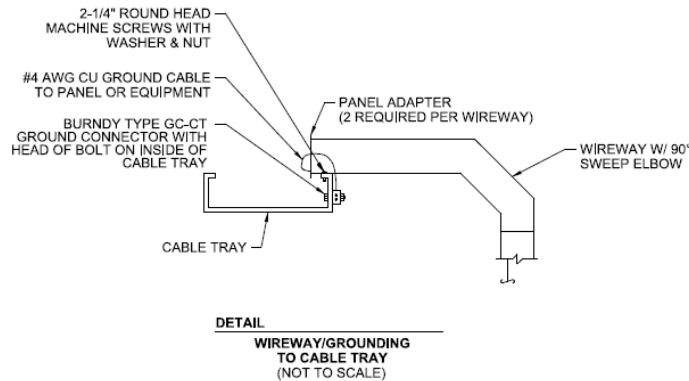 2-1/4" ROUND HEAD
MACHINE SCREWS WITH
WASHER & NUT
#4 AWG CU GROUND CABLE
TO PANEL OR EQUIPMENT
BURNDY TYPE GC-CT
GROUND CONNECTOR WITH
HEAD OF BOLT ON INSIDE OF
CABLE TRAY
CABLE TRAY
PANEL ADAPTER
(2 REQUIRED PER WIREWAY)
WIREWAY W/ 90°
SWEEP ELBOW
DETAIL
WIREWAY/GROUNDING
TO CABLE TRAY
(NOT TO SCALE)